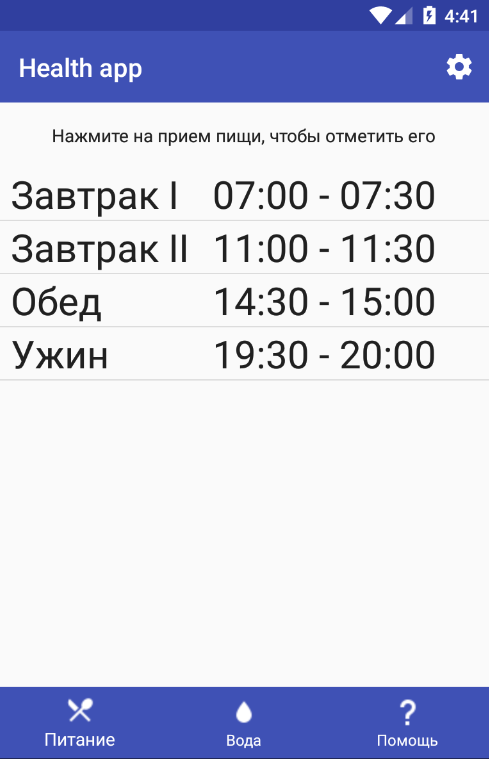 4:41
Health app
Нажмите на прием пищи, чтобы отметить его
Завтрак I 07:00 - 07:30
Завтрак II 11:00 - 11:30
Обед 14:30 - 15:00
Ужин 19:30 - 20:00
Питание Вода Помощь